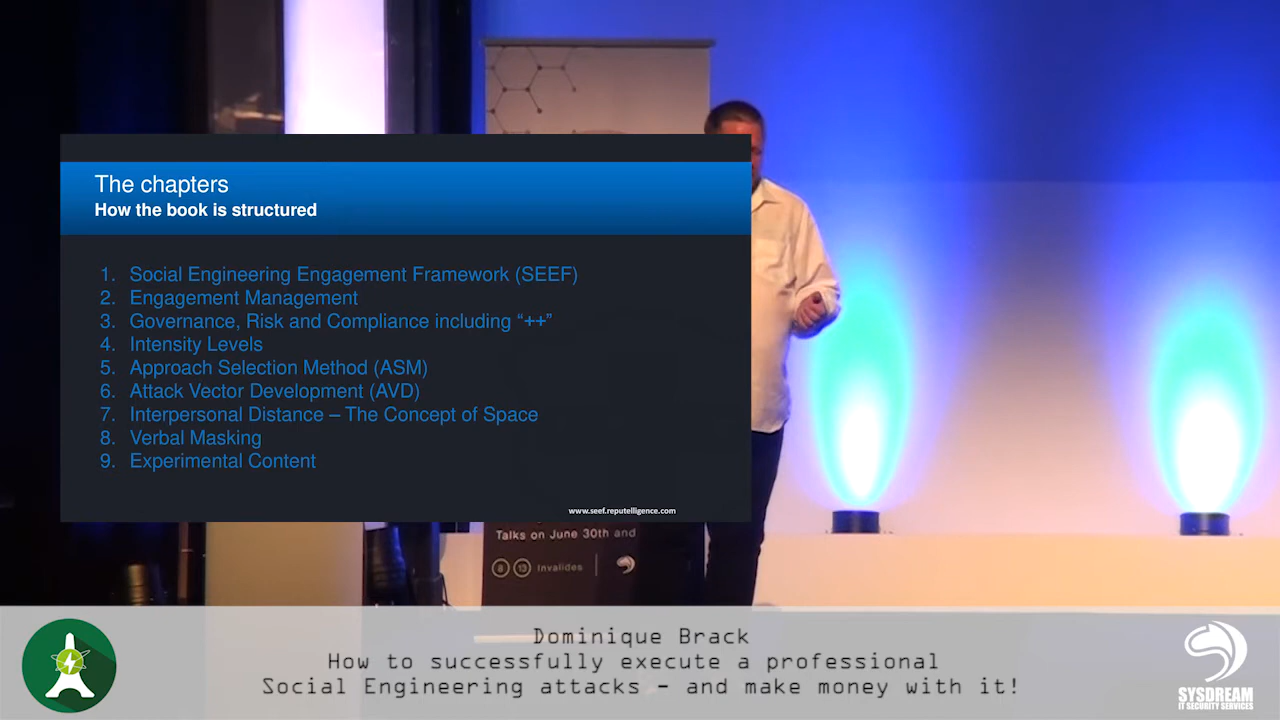 The chapters
How the book is structured
1. Social Engineering Engagement Framework (SEEF)
2. Engagement Management
3. Governance, Risk and Compliance including “++”
4. Intensity Levels
5. Approach Selection Method (ASM)
6. Attack Vector Development (AVD)
7. Interpersonal Distance – The Concept of Space
8. Verbal Masking
9. Experimental Content
www.seef.reputelligence.com
Talks on June 30th and
8 13 Invalides
Dominique Brack
How to successfully execute a professional
Social Engineering attacks - and make money with it!
SYSDREAM
IT SECURITY SERVICES